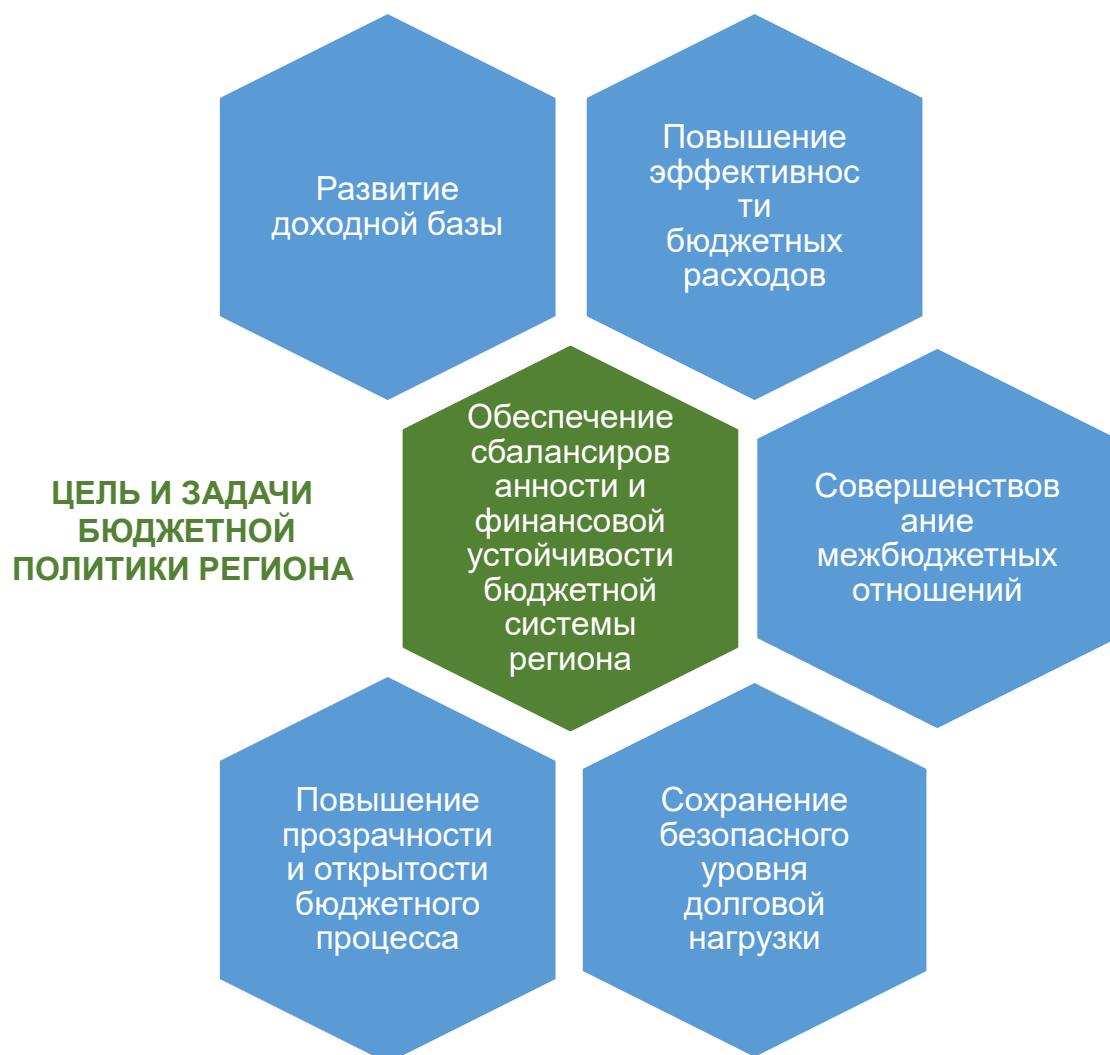 Развитие
доходной базы
Повышение
эффективнос
ти
бюджетных
расходов
ЦЕЛЬ И ЗАДАЧИ
БЮДЖЕТНОЙ
ПОЛИТИКИ РЕГИОНА
Обеспечение
сбалансиров
анности и
финансовой
устойчивости
бюджетной
системы
региона
Совершенствов
ание
межбюджетных
отношений
Повышение
прозрачности
и открытости
бюджетного
процесса
Сохранение
безопасного
уровня
долговой
нагрузки